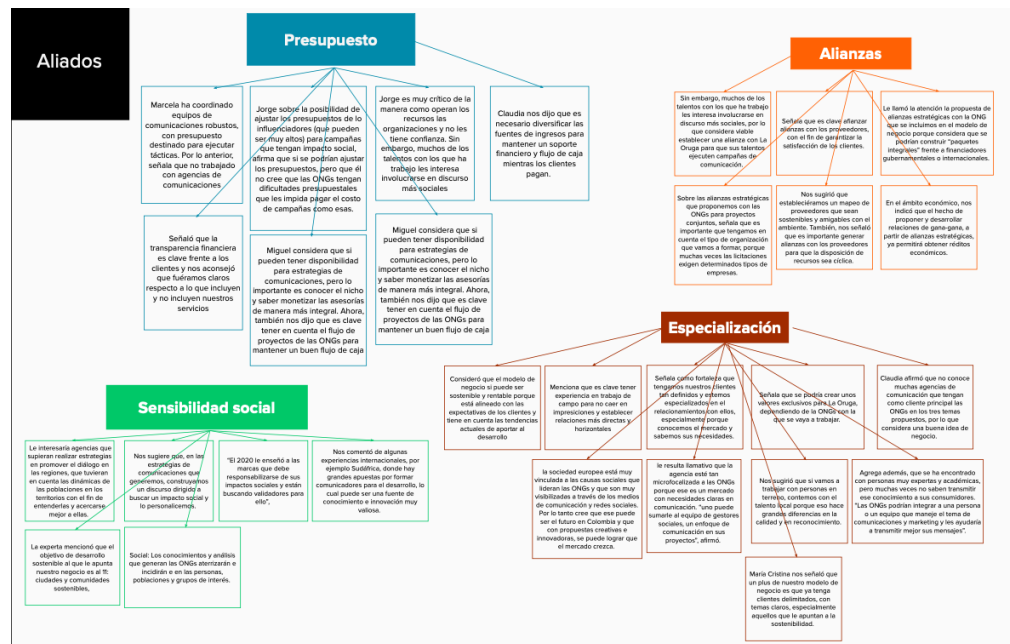 Aliados
Presupuesto
Marcela ha coordinado
equipos de
comunicaciones robustos,
con presupuesto
destinado para ejecutar
tácticas. Por lo anterior,
señala que no trabajado
con agencias de
comunicaciones
Jorge sobre la posibilidad de
ajustar los presupuestos de lo
influenciadores (que pueden
ser muy altos) para campañas
que tengan impacto social,
afirma que si se podrían ajustar
los presupuestos, pero que él
no cree que las ONGs tengan
dificultades presupuestales
que les impida pagar el costo
de campañas como esas.
Jorge es muy crítico de la
manera como operan los
recursos las
organizaciones y no les
tiene confianza. Sin
embargo, muchos de los
talentos con los que ha
trabajo les interesa
involucrarse en discurso
más sociales
Claudia nos dijo que es
necesario diversificar las
fuentes de ingresos para
mantener un soporte
financiero y flujo de caja
mientras los clientes
pagan.
Señaló que la
transparencia financiera
es clave frente a los
clientes y nos aconsejó
que fuéramos claros
respecto a lo que incluyen
y no incluyen nuestros
servicios
Miguel considera que si
pueden tener disponibilidad
para estrategias de
comunicaciones, pero lo
importante es conocer el nicho
y saber monetizar las asesorías
de manera más integral. Ahora,
también nos dijo que es clave
tener en cuenta el flujo de
proyectos de las ONGs para
mantener un buen flujo de caja
Miguel considera que si
pueden tener disponibilidad
para estrategias de
comunicaciones, pero lo
importante es conocer el nicho
y saber monetizar las asesorías
de manera más integral. Ahora,
también nos dijo que es clave
tener en cuenta el flujo de
proyectos de las ONGs para
mantener un buen flujo de caja
Alianzas
Sin embargo, muchos de los
talentos con los que ha trabajo
les interesa involucrarse en
discurso más sociales, por lo
que considera viable
establecer una alianza con La
Oruga para que sus talentos
ejecuten campañas de
comunicación.
Señala que es clave afianzar
alianzas con los proveedores,
con el fin de garantizar la
satisfacción de los clientes.
Le llamó la atención la propuesta de
alianzas estratégicas con la ONG
que se incluimos en el modelo de
negocio porque considera que se
podrían construir "paquetes
integrales" frente a financiadores
gubernamentales o internacionales.
Sobre las alianzas estratégicas
que proponemos con las
ONGs para proyectos
conjuntos, señala que es
importante que tengamos en
cuenta el tipo de organización
que vamos a formar, porque
muchas veces las licitaciones
exigen determinados tipos de
empresas.
Nos sugirió que
estableciéramos un mapeo de
proveedores que sean
sostenibles y amigables con el
ambiente. También, nos señaló
que es importante generar
alianzas con los proveedores
para que la disposición de
recursos sea cíclica.
En el ámbito económico, nos
indicó que el hecho de
proponer y desarrollar
relaciones de gana-gana, a
partir de alianzas estratégicas,
ya permitirá obtener réditos
económicos.
Sensibilidad social
Le interesaría agencias que
supieran realizar estrategias
en promover el diálogo en
las regiones, que tuvieran
en cuenta las dinámicas de
las poblaciones en los
territorios con el fin de
entenderlas y acercarse
mejor a ellas.
Nos sugiere que, en las
estrategias de
comunicaciones que
generemos, construyamos
un discurso dirigido a
buscar un impacto social y
lo personalicemos.
"El 2020 le enseñó a las
marcas que debe
responsabilizarse de sus
impactos sociales y están
buscando validadores para
ello",
Nos comentó de algunas
experiencias internacionales, por
ejemplo Sudáfrica, donde hay
grandes apuestas por formar
comunicadores para el desarrollo, lo
cual puede ser una fuente de
conocimiento e innovación muy
valiosa.
La experta mencionó que el
objetivo de desarrollo
sostenible al que le apunta
nuestro negocio es al 11:
ciudades y comunidades
sostenibles,
Social: Los conocimientos y análisis
que generan las ONGs aterrizarán e
incidirán e en las personas,
poblaciones y grupos de interés.
Especialización
Consideró que el modelo de
negocio si puede ser
sostenible y rentable porque
está alineado con las
expectativas de los clientes y
tiene en cuenta las tendencias
actuales de aportar al
desarrollo
Menciona que es clave tener
experiencia en trabajo de
campo para no caer en
impresiones y establecer
relaciones más directas y
horizontales
Señala como fortaleza que
tengamos nuestros clientes
tan definidos y estemos
especializados en el
relacionamientos con ellos,
especialmente porque
conocemos el mercado y
sabemos sus necesidades.
Señala que se podría crear unos
valores exclusivos para La Oruga,
dependiendo de la ONGs con la
que se vaya a trabajar.
Claudia afirmó que no conoce
muchas agencias de
comunicación que tengan
como cliente principal las
ONGs en los tres temas
propuestos, por lo que
considera una buena idea de
negocio.
la sociedad europee está muy
vinculada a las causas sociales que
lideran las ONGs y que son muy
visibilizadas a través de los medios
de comunicación y redes sociales.
Por lo tanto cree que ese puede
ser el futuro en Colombia y que
con propuestas creativas e
innovadoras, se puede lograr que
el mercado crezca.
le resulta llamativo que la
agencia esté tan
microfocalizada a las ONGs
porque ese es un mercado
con necesidades claras en
comunicación. "uno puede
sumarle al equipo de gestores
sociales, un enfoque de
comunicación en sus
proyectos", afirmó.
Nos sugirió que si vamos a
trabajar con personas en
terreno, contemos con el
talento local porque eso hace
grandes diferencias en la
calidad y en reconocimiento.
Agrega además, que se ha encontrado
con personas muy expertas y académicas,
pero muchas veces no saben transmitir
ese conocimiento a sus consumidores.
"Las ONGs podrían integrar a una persona
o un equipo que maneje el tema de
comunicaciones y marketing y les ayudaría
a transmitir mejor sus mensajes".
María Cristina nos señaló que
un plus de nuestro modelo de
negocio es que ya tenga
clientes delimitados, con
temas claros, especialmente
aquellos que le apuntan a la
sostenibilidad.